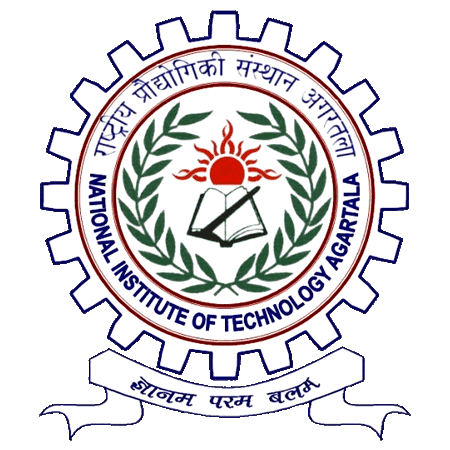 राष्ट्रीय प्रौद्योगिकी संस्थान अगरतला
NATIONAL INSTITUTE OF TECHNOLOGY AGARTALA
ज्ञानम परम बलम